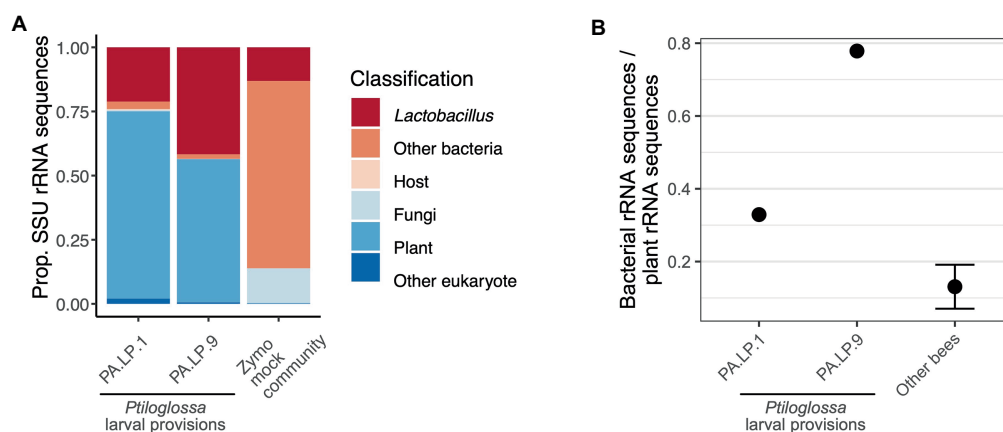 A
Prop. SSU rRNA sequences
1.00
0.75
0.50
0.25
0.00
PA.LP.1
PA.LP.9
Zymo
mock
community
Ptiloglossa
larval provisions
Classification
Lactobacillus
Other bacteria
Host
Fungi
Plant
Other eukaryote
B
Bacterial rRNA sequences /
plant rRNA sequences
0.8
0.6
0.4
0.2
PA.LP.1
PA.LP.9
Other bees
Ptiloglossa
larval provisions